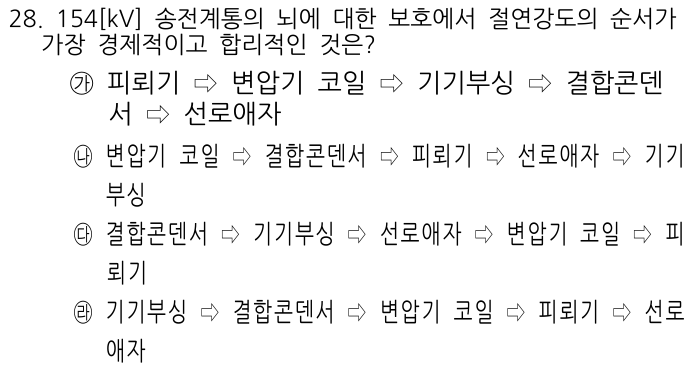 28. 154[kV] 송전계통의 뇌에 대한 보호에서 절연강도의 순서가
가장 경제적이고 합리적인 것은?
㉮ 피뢰기 ⇨ 변압기 코일 ⇨ 기기부싱 ⇨ 결합콘덴
서 ⇨ 선로애자
㉯ 변압기 코일 ⇨ 결합콘덴서 ⇨ 피뢰기 ⇨ 선로애자 ⇨ 기기
부싱
㉰ 결합콘덴서 ⇨ 기기부싱 ⇨ 선로애자 ⇨ 변압기 코일 ⇨ 피
뢰기
㉱ 기기부싱 ⇨ 결합콘덴서 ⇨ 변압기 코일 ⇨ 피뢰기 ⇨ 선로
애자